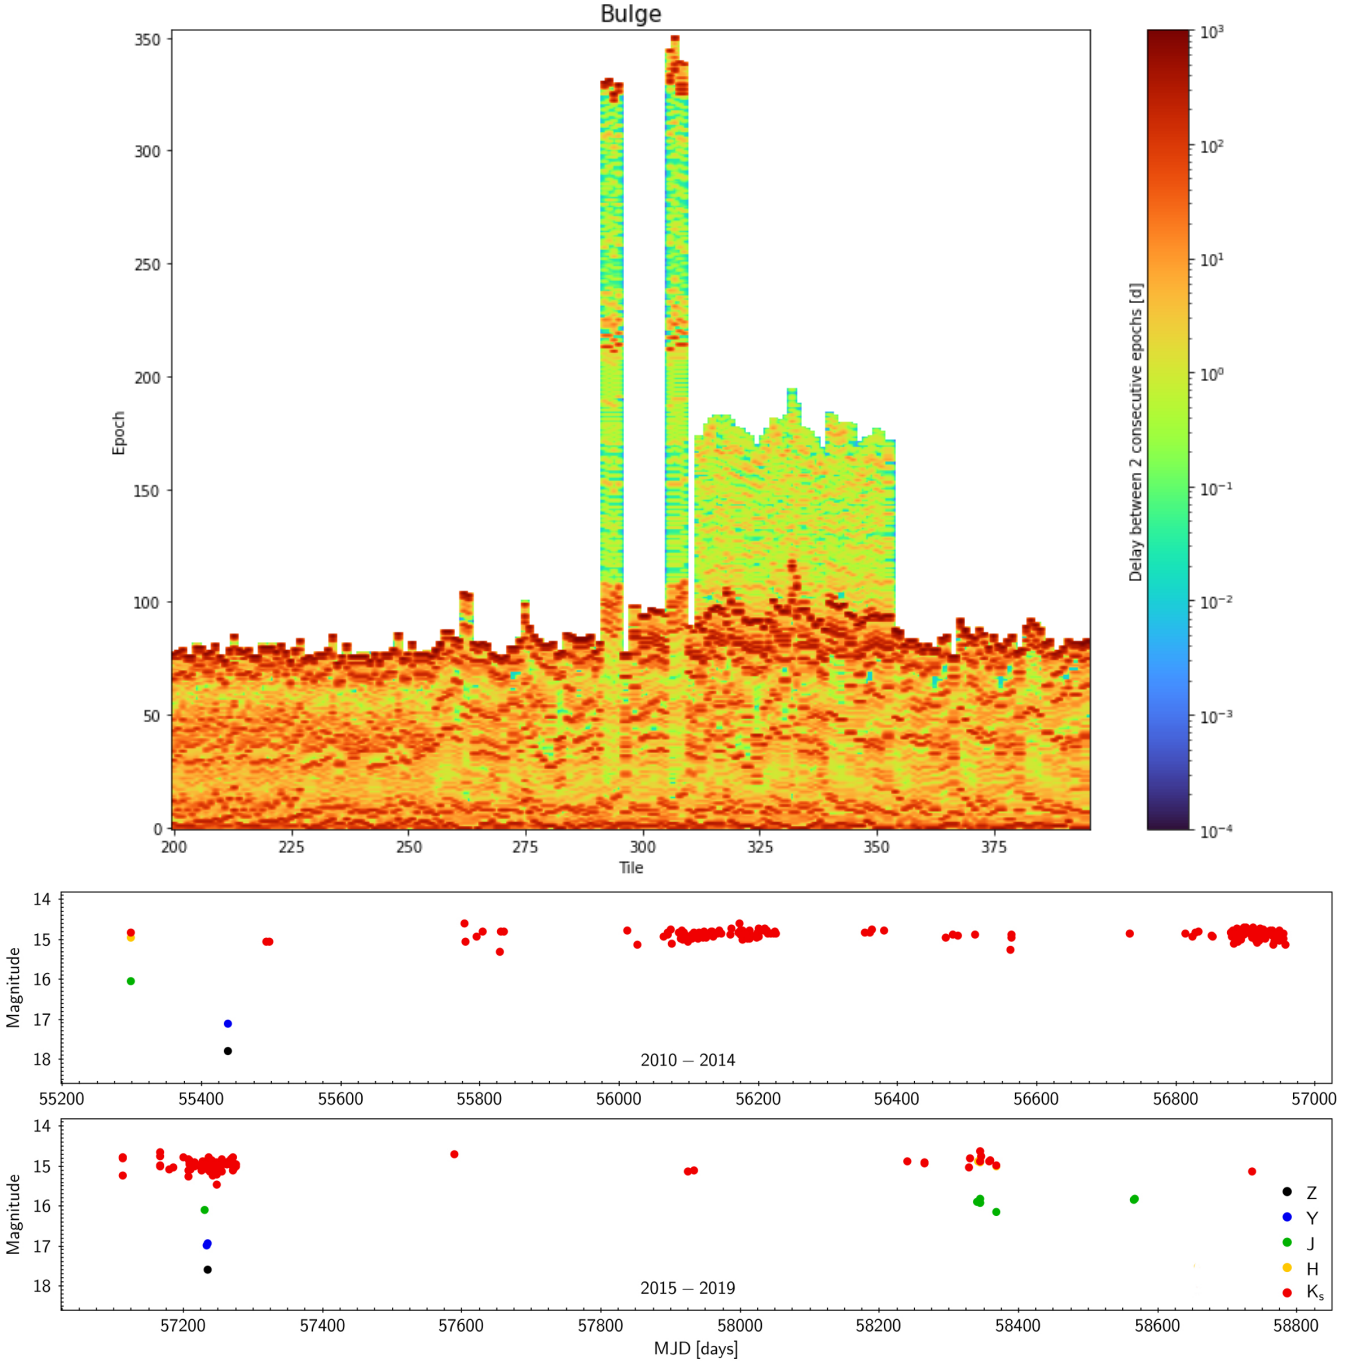 Bulge
350
300
250
200
150
100
50
0
Epoch
200 225 250 275 300 325 350 375
Tile
10³
10²
10¹
10⁰
10⁻¹
10⁻²
10⁻³
10⁻⁴
Delay between 2 consecutive epochs [d]
14
15
16
17
18
Magnitude
2010 – 2014
55200 55400 55600 55800 56000 56200 56400 56600 56800 57000
14
15
16
17
18
Magnitude
Z
Y
J
H
Kₛ
2015 – 2019
57200 57400 57600 57800 58000 58200 58400 58600 58800
MJD [days]